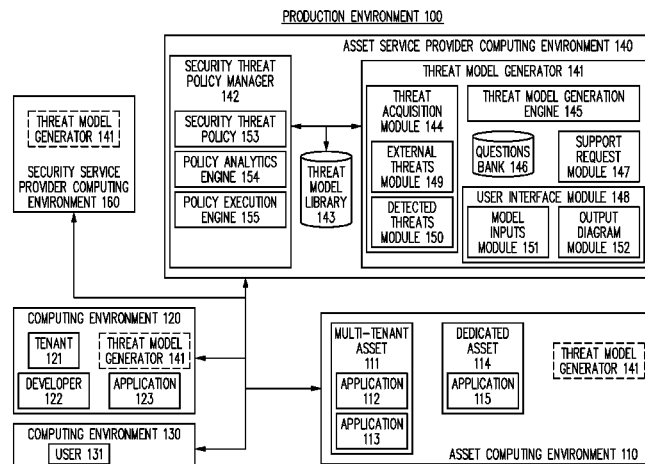 PRODUCTION ENVIRONMENT 100
ASSET SERVICE PROVIDER COMPUTING ENVIRONMENT 140
SECURITY THREAT
POLICY MANAGER
142
SECURITY THREAT
POLICY 153
POLICY ANALYTICS
ENGINE 154
POLICY EXECUTION
ENGINE 155
THREAT
MODEL
LIBRARY
143
THREAT MODEL GENERATOR 141
THREAT
ACQUISITION
MODULE 144
EXTERNAL
THREATS
MODULE 149
DETECTED
THREATS
MODULE 150
THREAT MODEL GENERATION
ENGINE 145
QUESTIONS
BANK 146
SUPPORT
REQUEST
MODULE 147
USER INTERFACE MODULE 148
MODEL
INPUTS
MODULE 151
OUTPUT
DIAGRAM
MODULE 152
THREAT MODEL
GENERATOR 141
SECURITY SERVICE
PROVIDER COMPUTING
ENVIRONMENT 160
COMPUTING ENVIRONMENT 120
TENANT
121
THREAT MODEL
GENERATOR 141
DEVELOPER
122
APPLICATION
123
COMPUTING ENVIRONMENT 130
USER 131
MULTI-TENANT
ASSET
111
APPLICATION
112
APPLICATION
113
DEDICATED
ASSET
114
APPLICATION
115
THREAT MODEL
GENERATOR 141
ASSET COMPUTING ENVIRONMENT 110